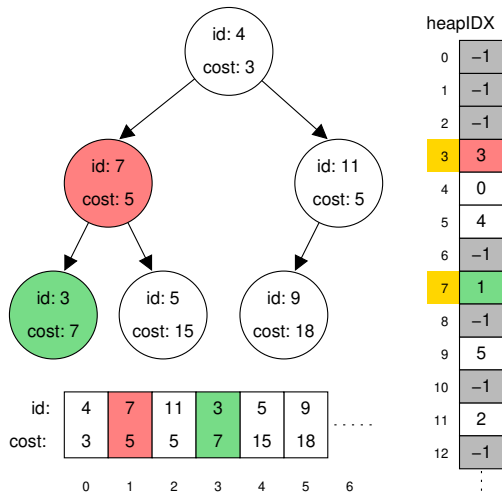 id: 4
cost: 3
id: 7
cost: 5
id: 11
cost: 5
id: 3
cost: 7
id: 5
cost: 15
id: 9
cost: 18
id: 4 7 11 3 5 9
cost: 3 5 5 7 15 18
0 1 2 3 4 5 6
heapIDX
0 −1
1 −1
2 −1
3 3
4 0
5 4
6 −1
7 1
8 −1
9 5
10 −1
11 2
12 −1